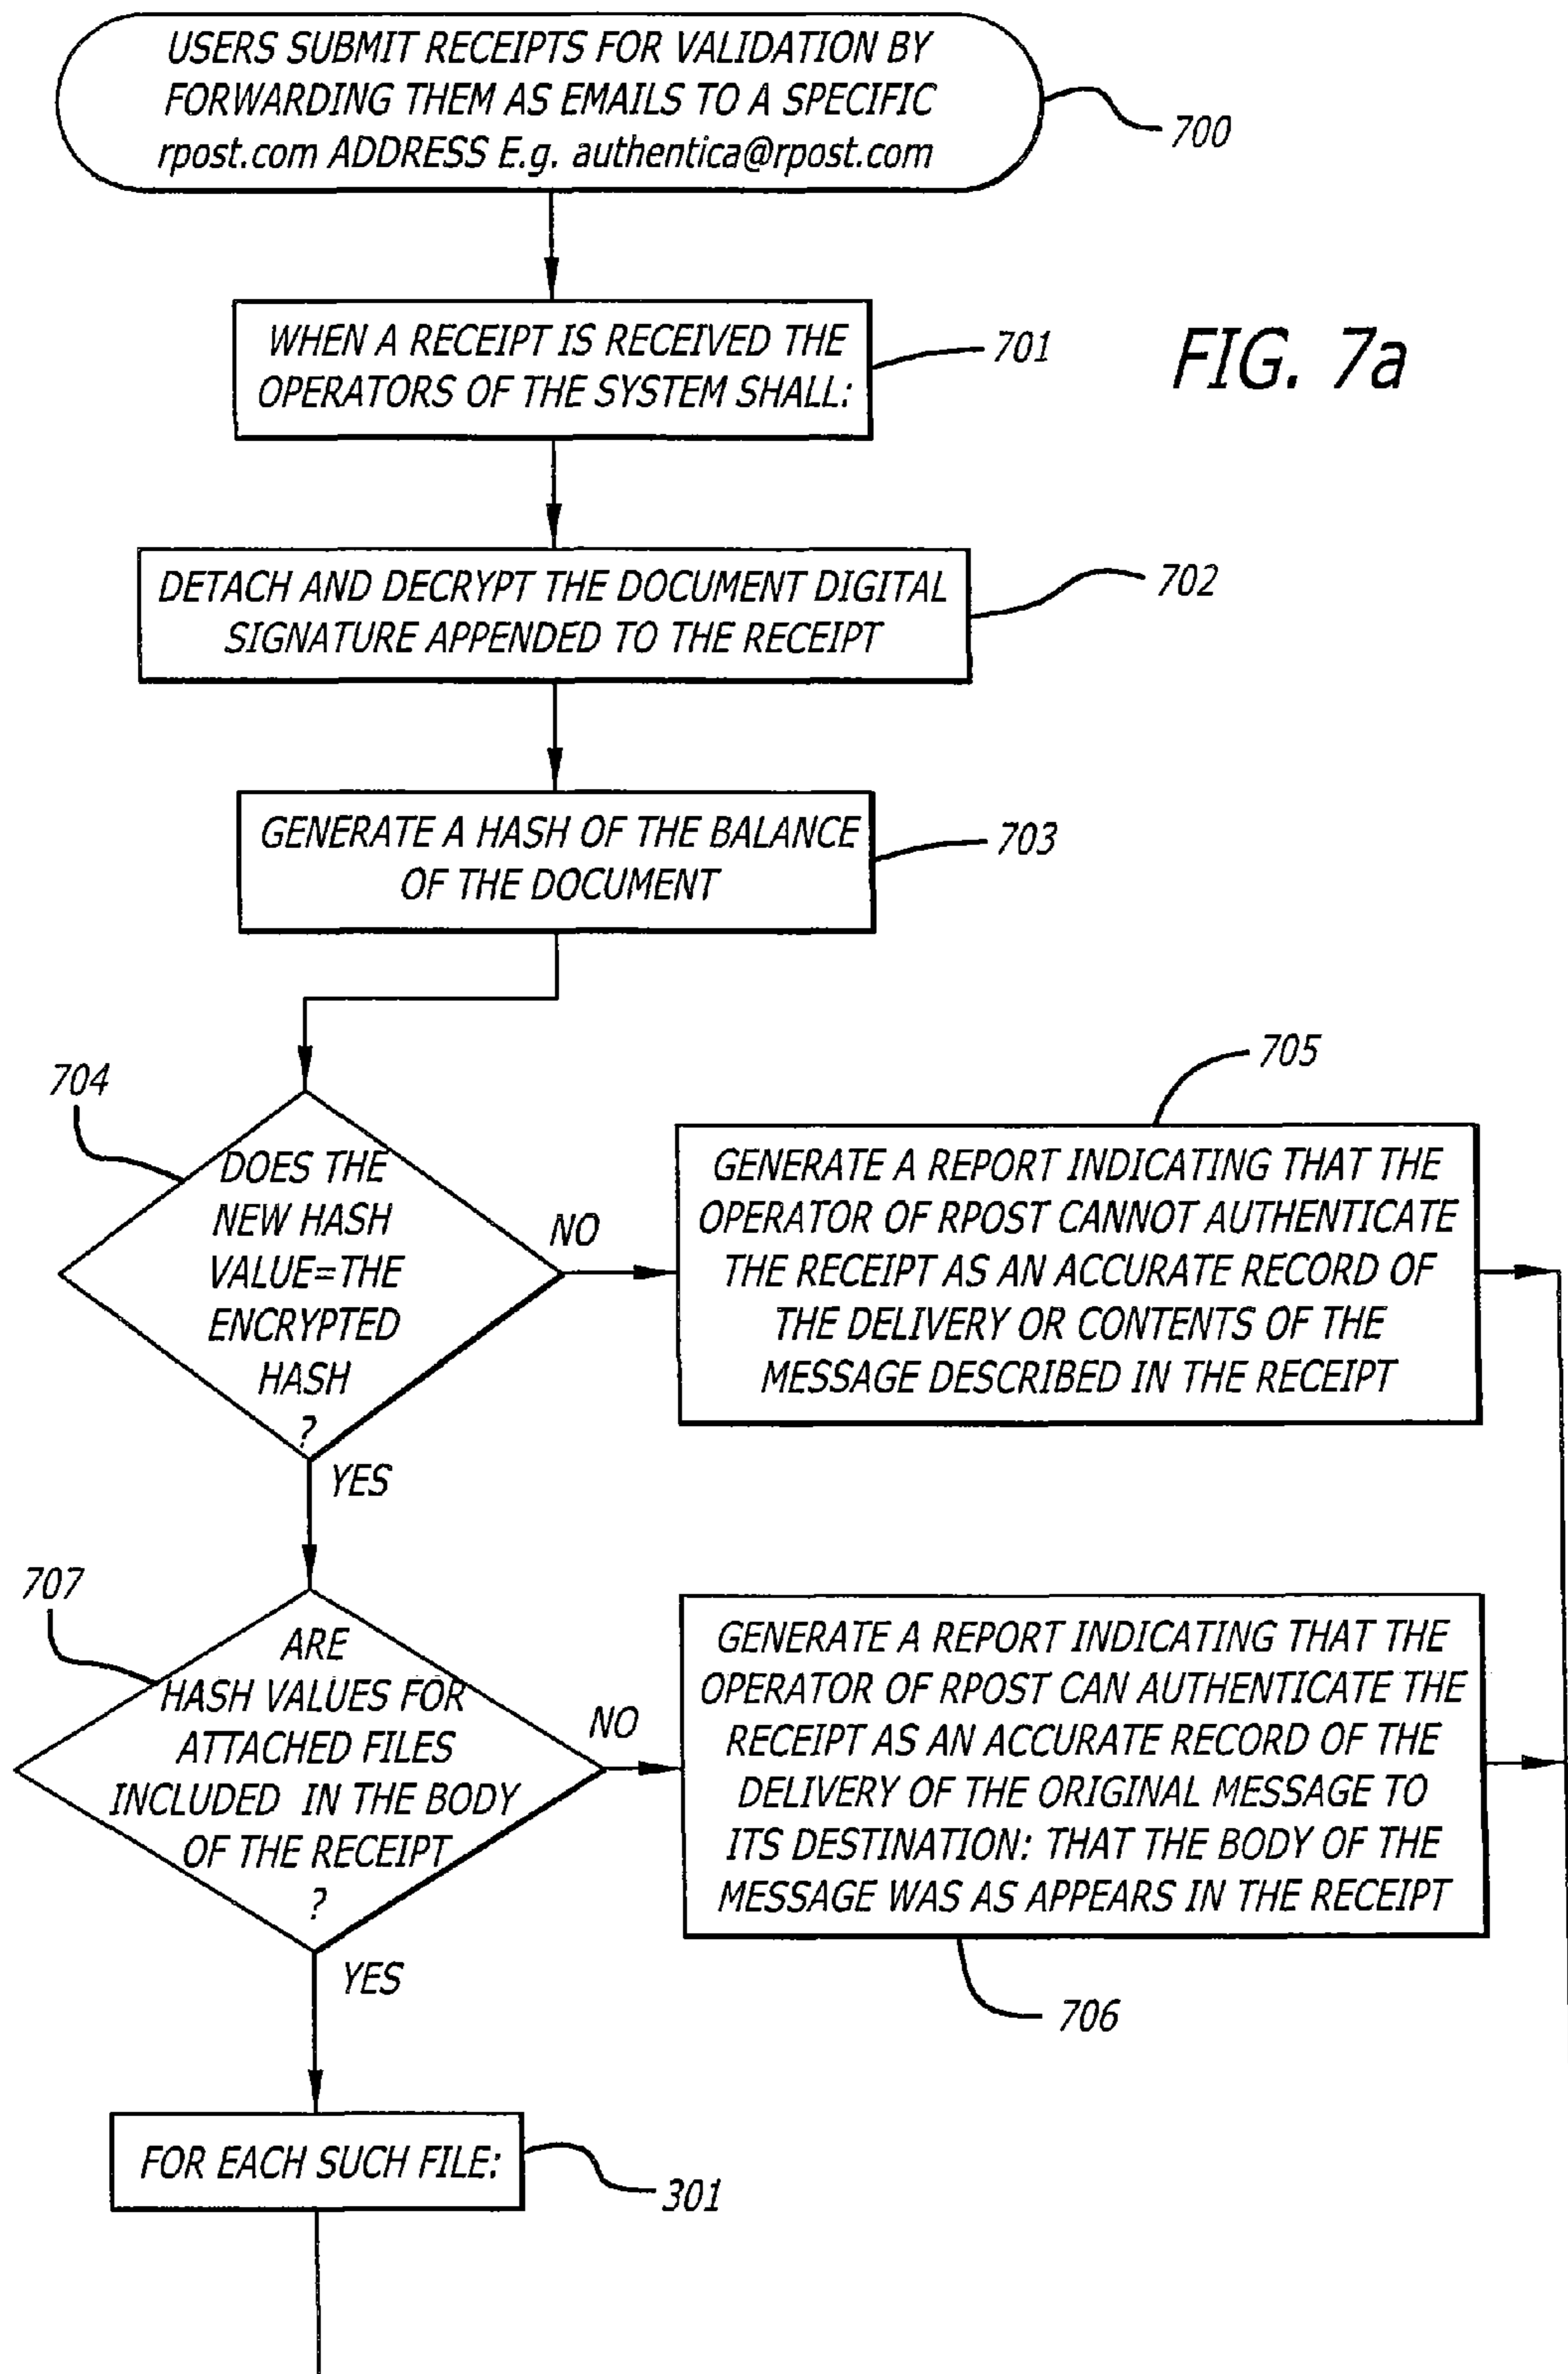 USERS SUBMIT RECEIPTS FOR VALIDATION BY
FORWARDING THEM AS EMAILS TO A SPECIFIC
rpost.com ADDRESS E.g. authentica@rpost.com
700
WHEN A RECEIPT IS RECEIVED THE
OPERATORS OF THE SYSTEM SHALL:
701
FIG. 7a
DETACH AND DECRYPT THE DOCUMENT DIGITAL
SIGNATURE APPENDED TO THE RECEIPT
702
GENERATE A HASH OF THE BALANCE
OF THE DOCUMENT
703
704
DOES THE
NEW HASH
VALUE=THE
ENCRYPTED
HASH
?
NO
YES
705
GENERATE A REPORT INDICATING THAT THE
OPERATOR OF RPOST CANNOT AUTHENTICATE
THE RECEIPT AS AN ACCURATE RECORD OF
THE DELIVERY OR CONTENTS OF THE
MESSAGE DESCRIBED IN THE RECEIPT
707
ARE
HASH VALUES FOR
ATTACHED FILES
INCLUDED IN THE BODY
OF THE RECEIPT
?
NO
YES
GENERATE A REPORT INDICATING THAT THE
OPERATOR OF RPOST CAN AUTHENTICATE THE
RECEIPT AS AN ACCURATE RECORD OF THE
DELIVERY OF THE ORIGINAL MESSAGE TO
ITS DESTINATION: THAT THE BODY OF THE
MESSAGE WAS AS APPEARS IN THE RECEIPT
706
FOR EACH SUCH FILE:
301